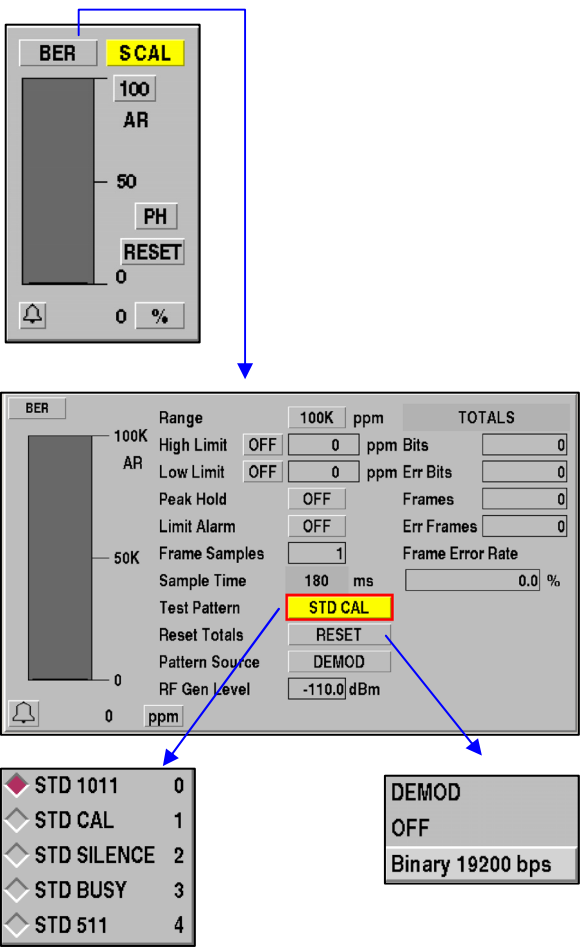 BER S CAL
100
AR
50
PH
RESET
0
0 %
BER
100K
AR
50K
0
0 ppm
Range 100K ppm
High Limit OFF 0 ppm
Low Limit OFF 0 ppm
Peak Hold OFF
Limit Alarm OFF
Frame Samples 1
Sample Time 180 ms
Test Pattern STD CAL
Reset Totals RESET
Pattern Source DEMOD
RF Gen Level -110.0 dBm
TOTALS
Bits 0
Err Bits 0
Frames 0
Err Frames 0
Frame Error Rate
0.0 %
STD 1011 0
STD CAL 1
STD SILENCE 2
STD BUSY 3
STD 511 4
DEMOD
OFF
Binary 19200 bps